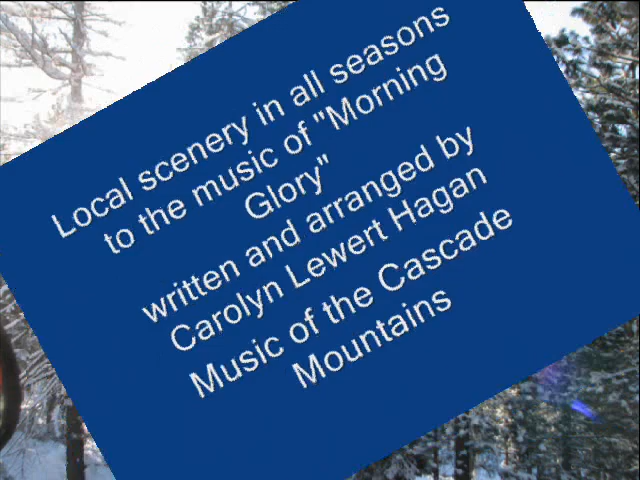 Local scenery in all seasons
to the music of "Morning
Glory"
written and arranged by
Carolyn Lewert Hagan
Music of the Cascade
Mountains